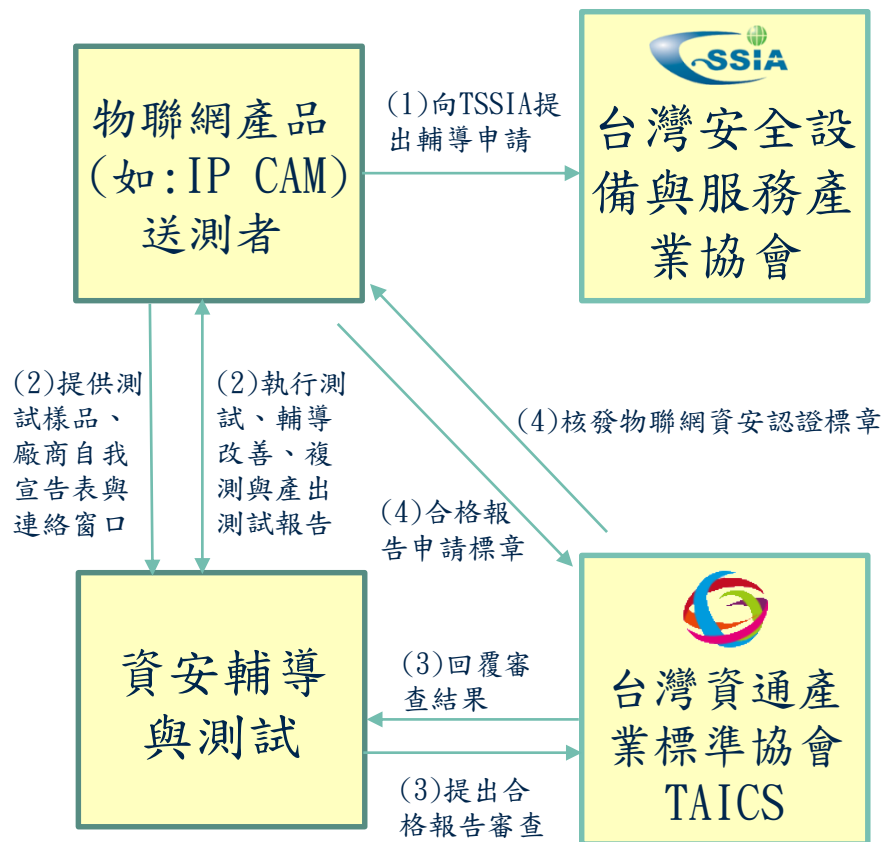 物聯網產品
(如:IP CAM)
送測者
(1)向TSSIA提
出輔導申請
SSIA
台灣安全設
備與服務產
業協會
(2)提供測
試樣品、
廠商自我
宣告表與
連絡窗口
(2)執行測
試、輔導
改善、複
測與產出
測試報告
(4)核發物聯網資安認證標章
(4)合格報
告申請標章
資安輔導
與測試
(3)回覆審
查結果
(3)提出合
格報告審查
台灣資通產
業標準協會
TAICS